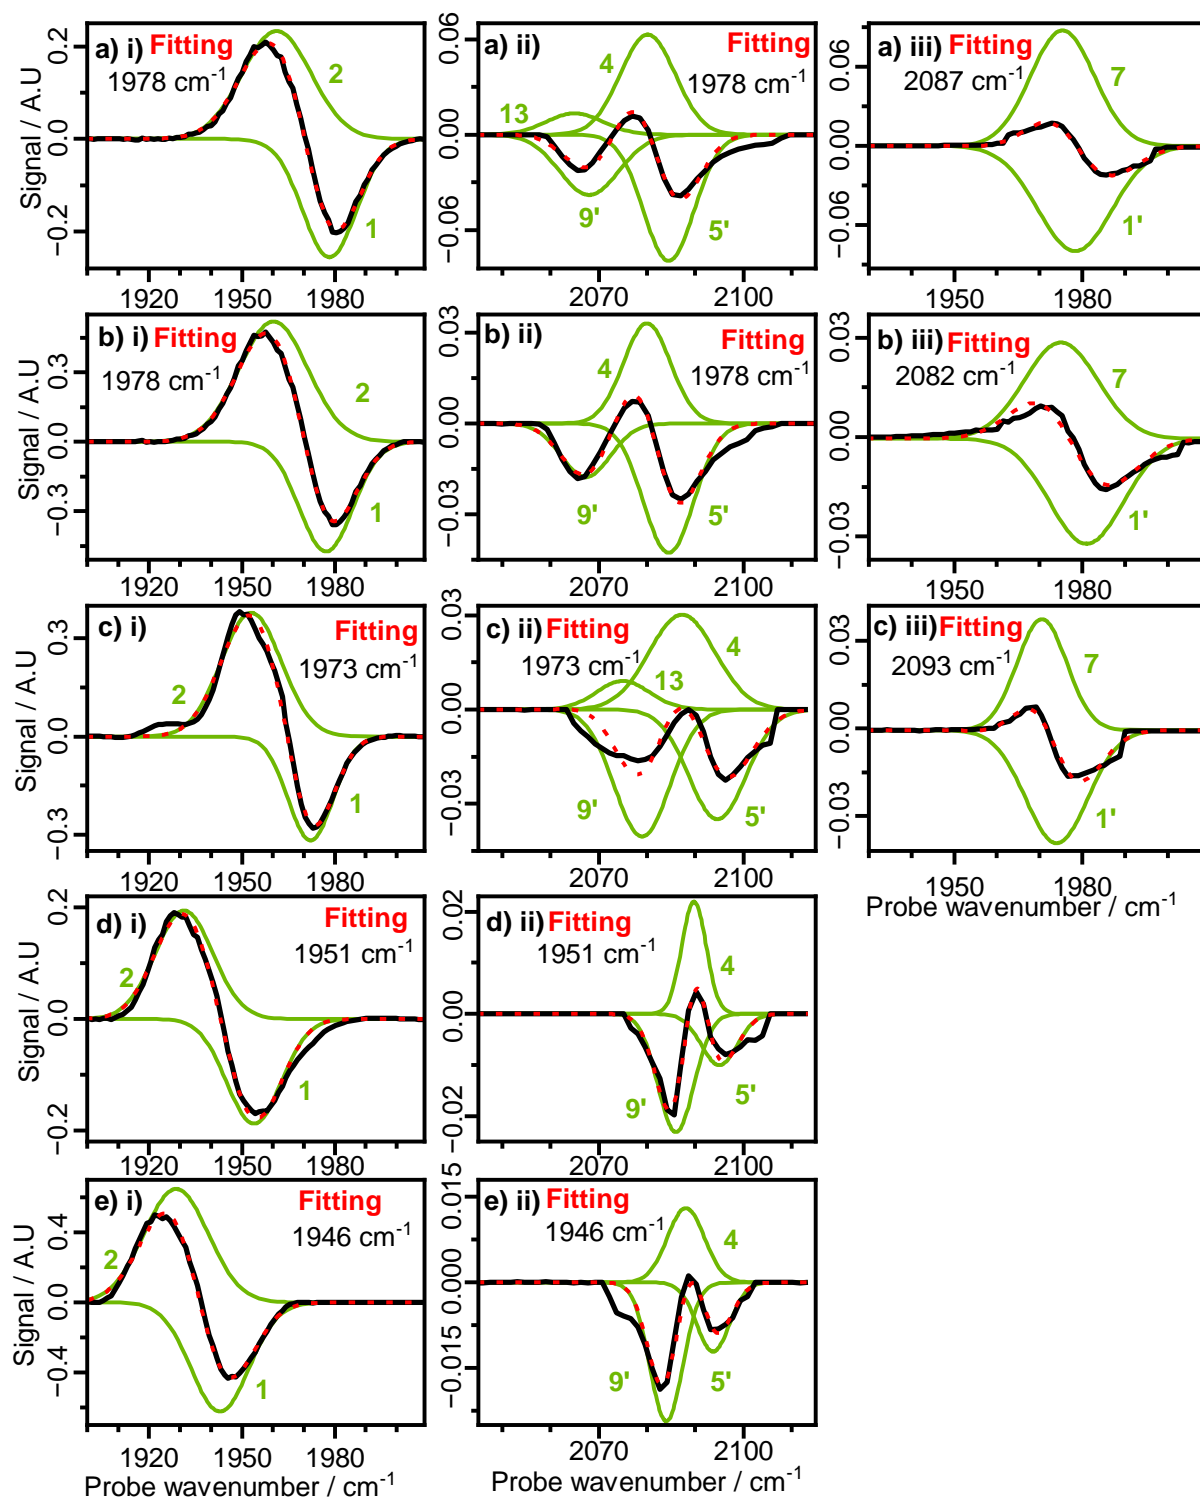 a) i) Fitting
1978 cm⁻¹
2
1
Signal / A.U
0.2
0.0
−0.2
1920 1950 1980
a) ii) Fitting
1978 cm⁻¹
4
13
9'
5'
0.06
0.00
−0.06
2070 2100
a) iii) Fitting
2087 cm⁻¹
7
1'
0.06
0.00
−0.06
1950 1980
b) i) Fitting
1978 cm⁻¹
2
1
Signal / A.U
0.3
0.0
−0.3
1920 1950 1980
b) ii) Fitting
1978 cm⁻¹
4
9'
5'
0.03
0.00
−0.03
2070 2100
b) iii) Fitting
2082 cm⁻¹
7
1'
0.03
0.00
−0.03
1950 1980
c) i) Fitting
1973 cm⁻¹
2
1
Signal / A.U
0.3
0.0
−0.3
1920 1950 1980
c) ii) Fitting
1973 cm⁻¹
4
13
9'
5'
0.03
0.00
−0.03
2070 2100
c) iii) Fitting
2093 cm⁻¹
7
1'
0.03
0.00
−0.03
1950 1980
Probe wavenumber / cm⁻¹
d) i) Fitting
1951 cm⁻¹
2
1
Signal / A.U
0.2
0.0
−0.2
1920 1950 1980
d) ii) Fitting
1951 cm⁻¹
4
9'
5'
0.02
0.00
−0.02
2070 2100
e) i) Fitting
1946 cm⁻¹
2
1
Signal / A.U
0.4
0.0
−0.4
1920 1950 1980
Probe wavenumber / cm⁻¹
e) ii) Fitting
1946 cm⁻¹
4
9'
5'
0.015
0.000
−0.015
2070 2100
Probe wavenumber / cm⁻¹